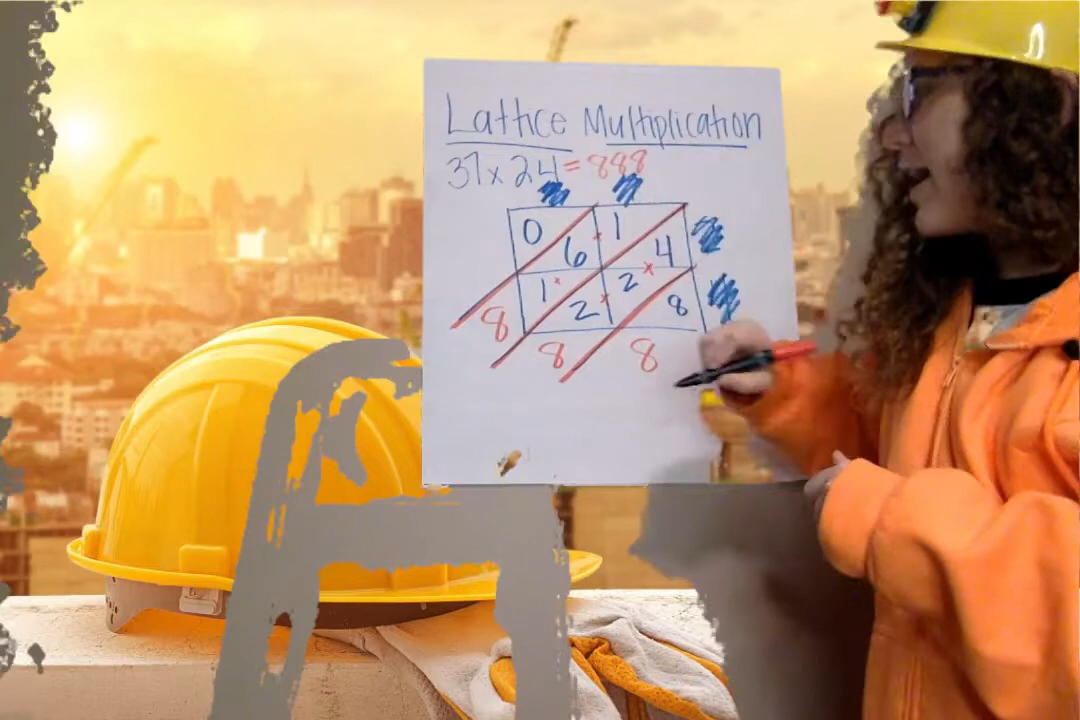 Lattice Multiplication
37 x 24 = 888
0 1
6 4
1 2
2 8
8 8 8